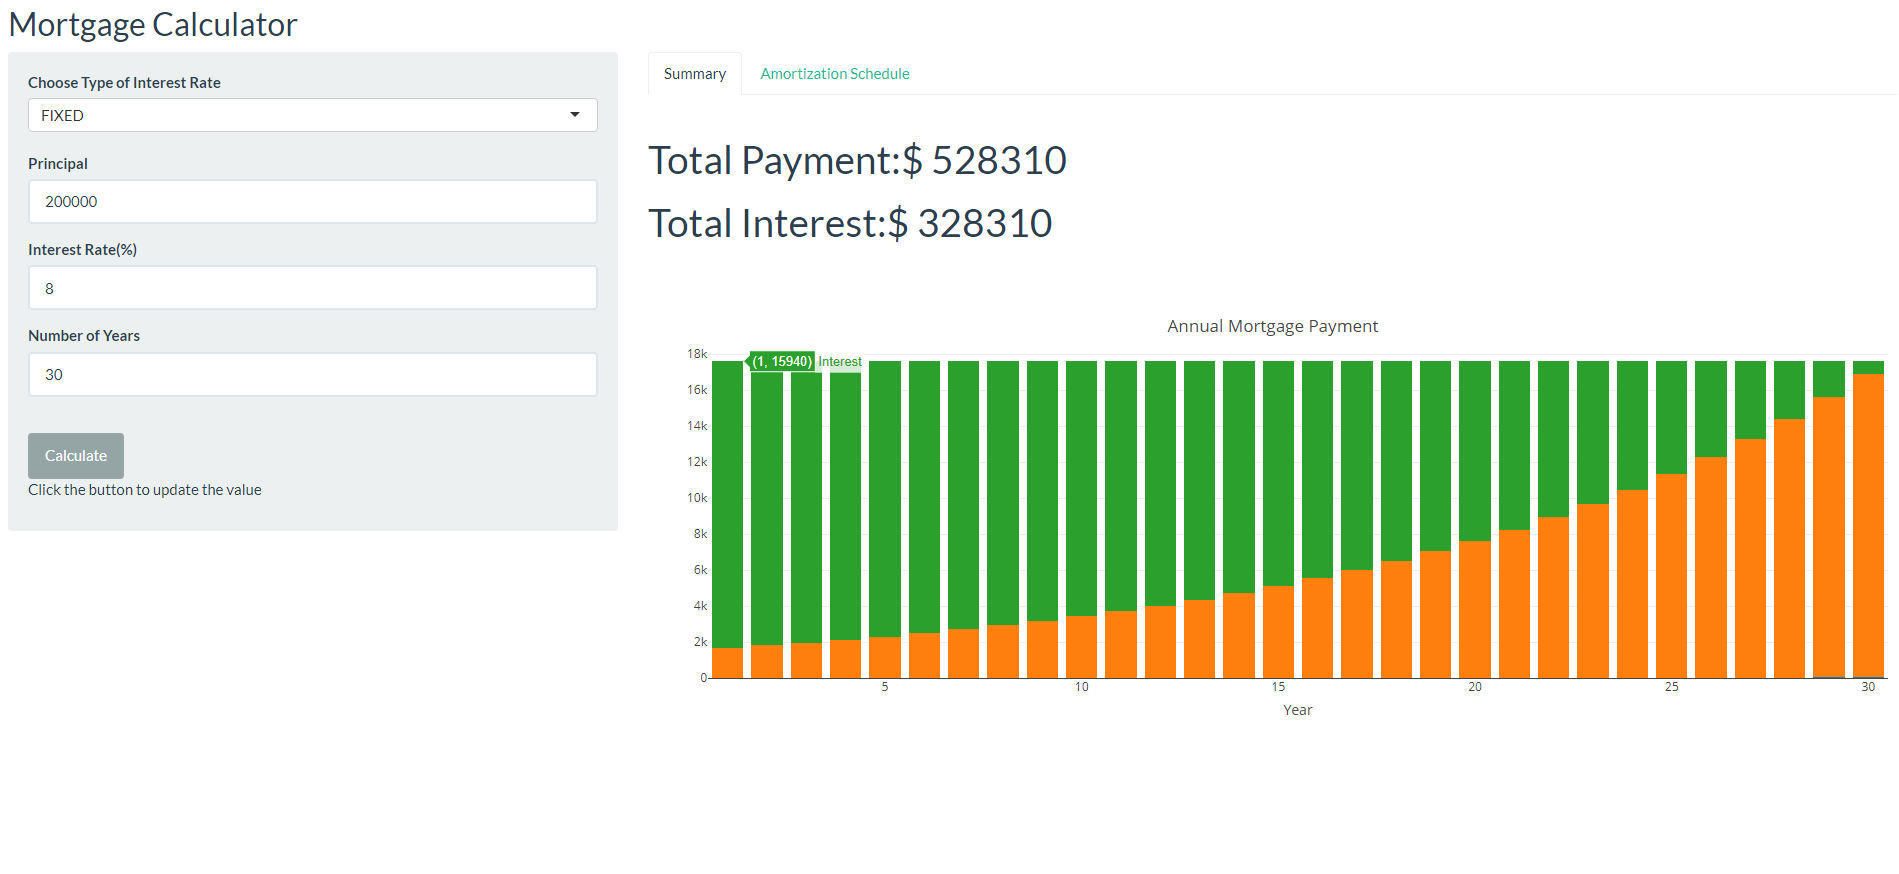 Mortgage Calculator
Choose Type of Interest Rate
FIXED
Principal
200000
Interest Rate(%)
8
Number of Years
30
Calculate
Click the button to update the value
Summary
Amortization Schedule
Total Payment:$ 528310
Total Interest:$ 328310
Annual Mortgage Payment
18k
(1, 15940) Interest
16k
14k
12k
10k
8k
6k
4k
2k
0
5
10
15
20
25
30
Year